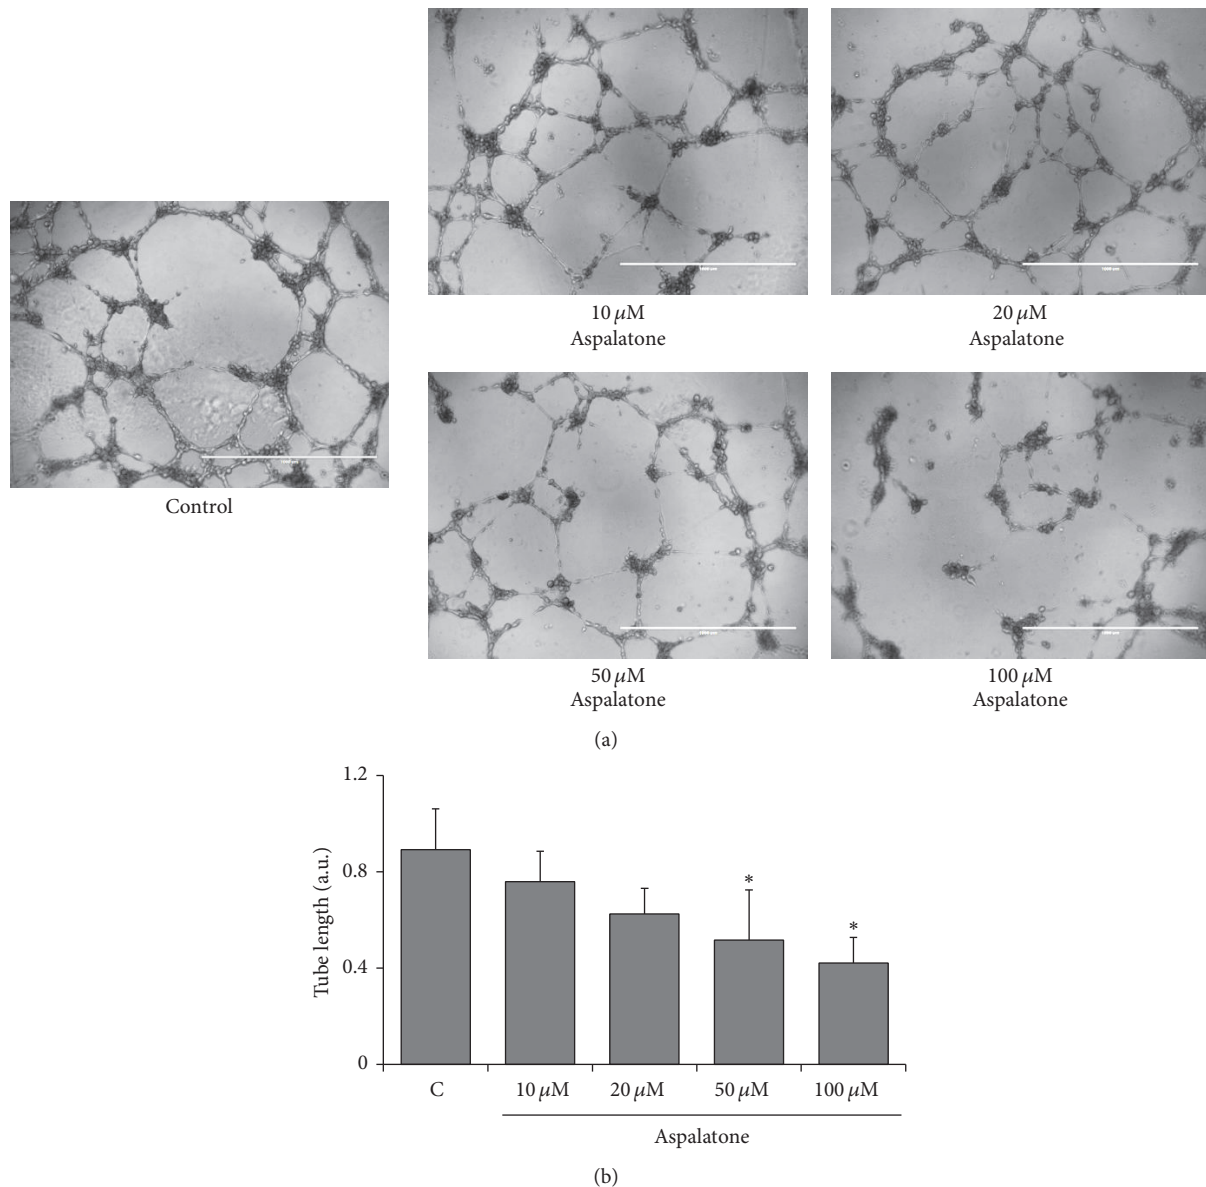 Control
10 μM
Aspalatone
20 μM
Aspalatone
50 μM
Aspalatone
100 μM
Aspalatone
(a)
1.2
0.8
0.4
0
Tube length (a.u.)
*
*
C
10 μM
20 μM
50 μM
100 μM
Aspalatone
(b)